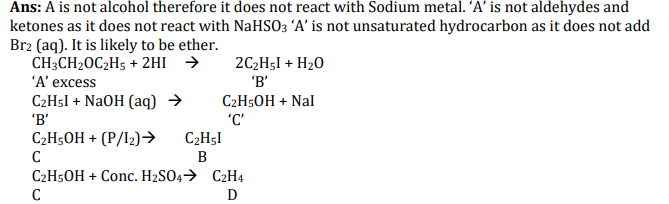 Ans: A is not alcohol therefore it does not react with Sodium metal. ‘A’ is not aldehydes and
ketones as it does not react with NaHSO₃ ‘A’ is not unsaturated hydrocarbon as it does not add
Br₂ (aq). It is likely to be ether.
CH₃CH₂OC₂H₅ + 2HI → 2C₂H₅I + H₂O
‘A’ excess ‘B’
C₂H₅I + NaOH (aq) → C₂H₅OH + NaI
‘B’ ‘C’
C₂H₅OH + (P/I₂)→ C₂H₅I
C B
C₂H₅OH + Conc. H₂SO₄→ C₂H₄
C D